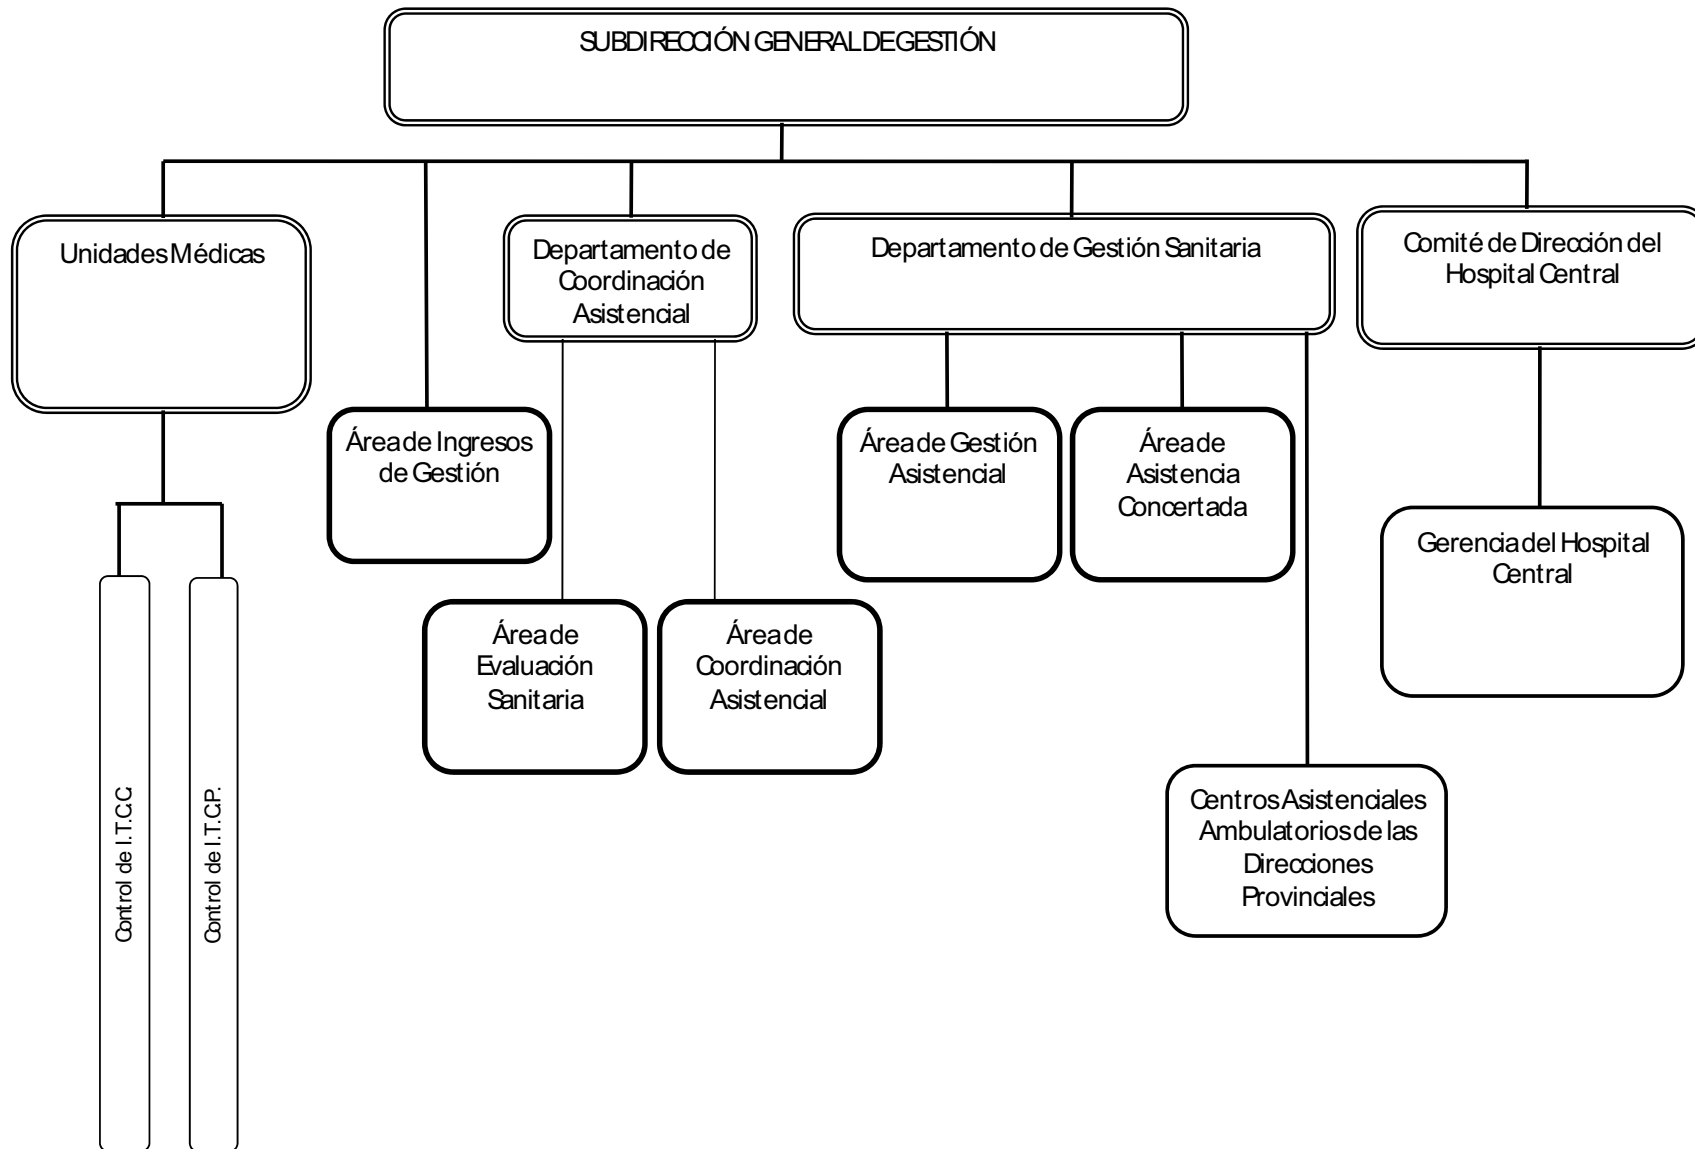 SUBDIRECCIÓN GENERAL DE GESTIÓN
Unidades Médicas
Departamento de
Coordinación
Asistencial
Departamento de Gestión Sanitaria
Comité de Dirección del
Hospital Central
Área de Ingresos
de Gestión
Área de Gestión
Asistencial
Área de
Asistencia
Concertada
Gerencia del Hospital
Central
Área de
Evaluación
Sanitaria
Área de
Coordinación
Asistencial
Centros Asistenciales
Ambulatorios de las
Direcciones
Provinciales
Control de I.T.C.C.
Control de I.T.C.P.